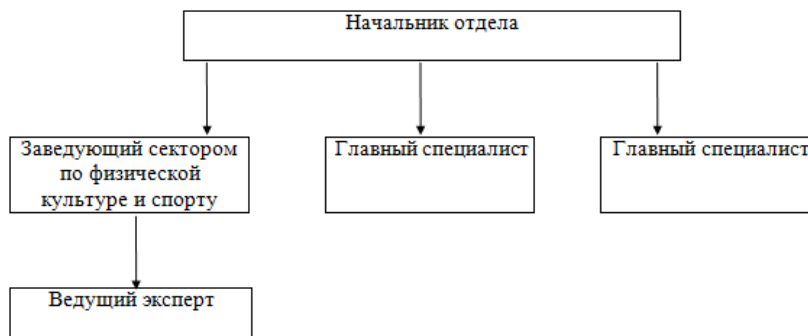 Начальник отдела
Заведующий сектором
по физической
культуре и спорту
Главный специалист
Главный специалист
Ведущий эксперт